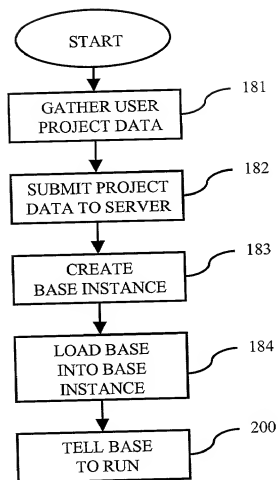 START
181
GATHER USER
PROJECT DATA
182
SUBMIT PROJECT
DATA TO SERVER
183
CREATE
BASE INSTANCE
184
LOAD BASE
INTO BASE
INSTANCE
200
TELL BASE
TO RUN